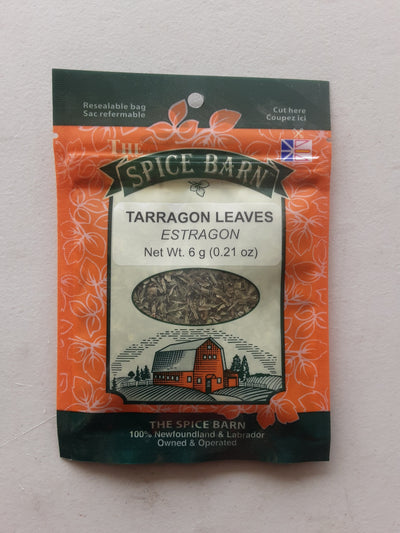 Resealable bag
Sac refermable
Cut here
Coupez ici
THE
SPICE BARN
TARRAGON LEAVES
ESTRAGON
Net Wt. 6 g (0.21 oz)
THE SPICE BARN
100% Newfoundland & Labrador
Owned & Operated